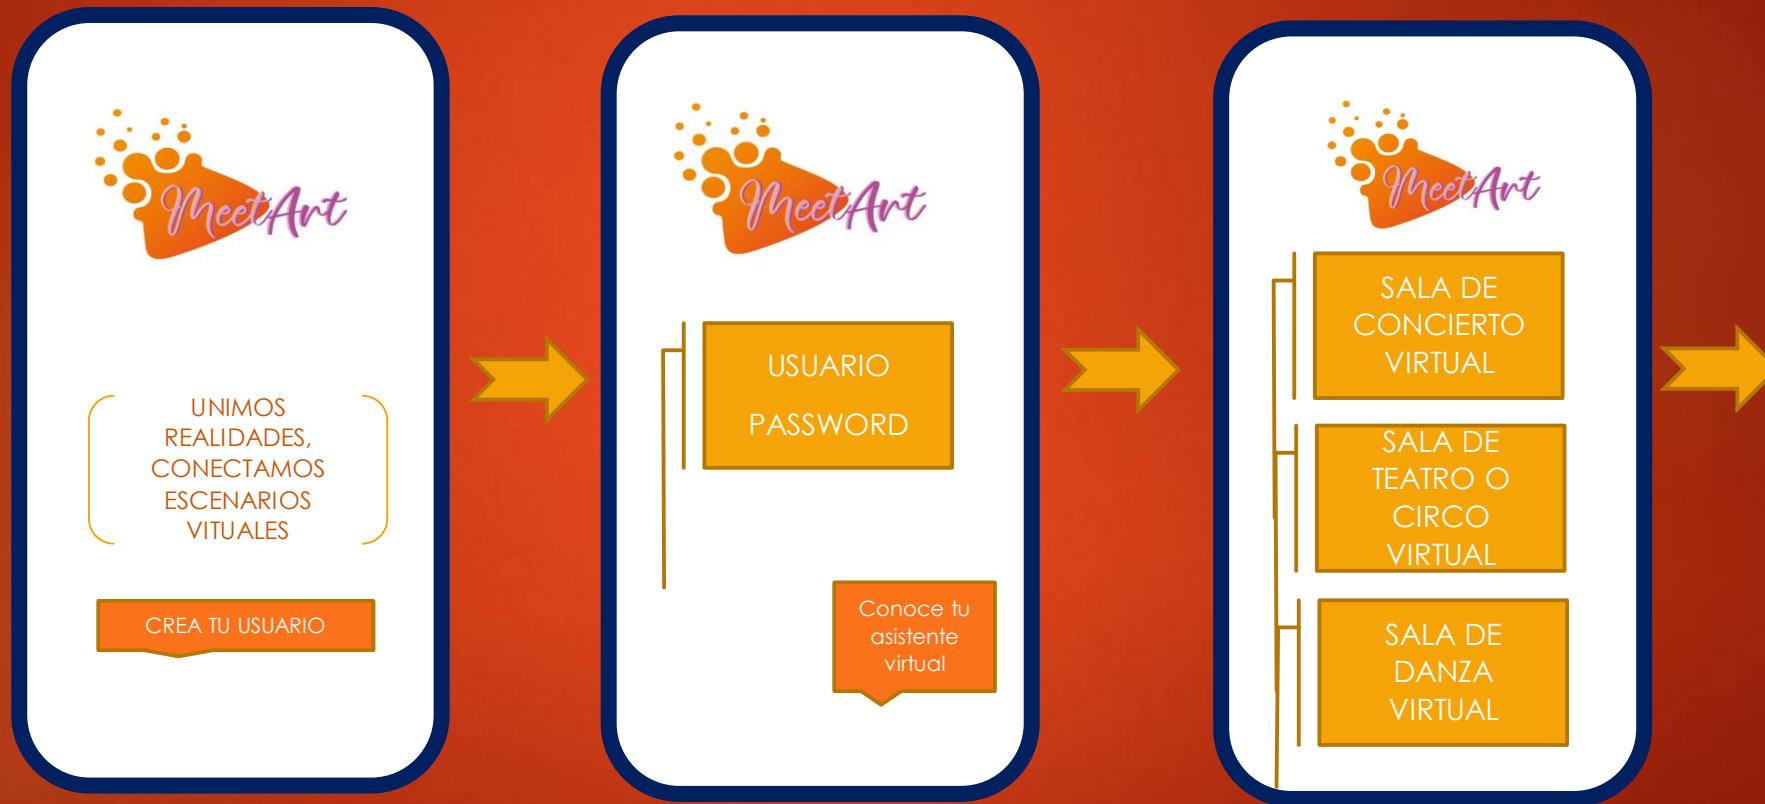 MeetArt
UNIMOS
REALIDADES,
CONECTAMOS
ESCENARIOS
VITUALES
CREA TU USUARIO
MeetArt
USUARIO
PASSWORD
Conoce tu
asistente
virtual
MeetArt
SALA DE
CONCIERTO
VIRTUAL
SALA DE
TEATRO O
CIRCO
VIRTUAL
SALA DE
DANZA
VIRTUAL